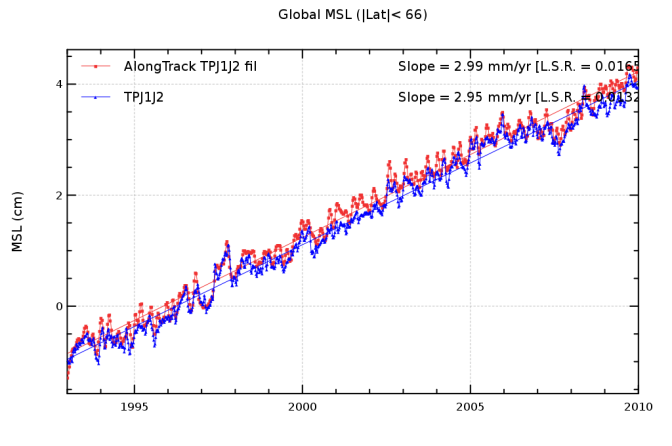 Global MSL (|Lat|< 66)
AlongTrack TPJ1J2 fil Slope = 2.99 mm/yr [L.S.R. = 0.0165
TPJ1J2 Slope = 2.95 mm/yr [L.S.R. = 0.0132
MSL (cm)
4
2
0
1995 2000 2005 2010